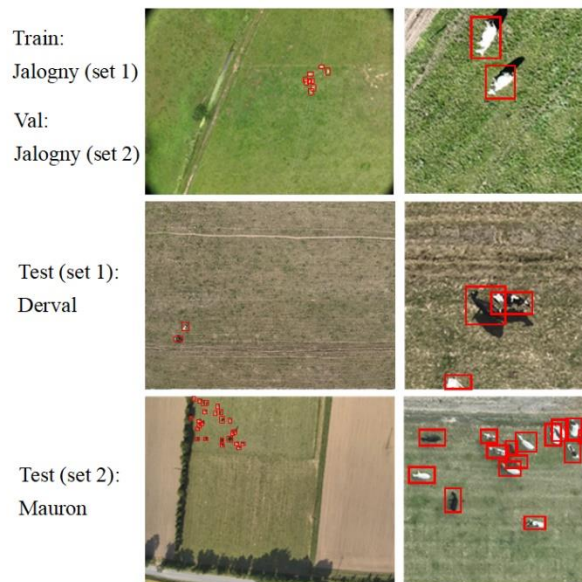 Train:
Jalogny (set 1)
Val:
Jalogny (set 2)
Test (set 1):
Derval
Test (set 2):
Mauron